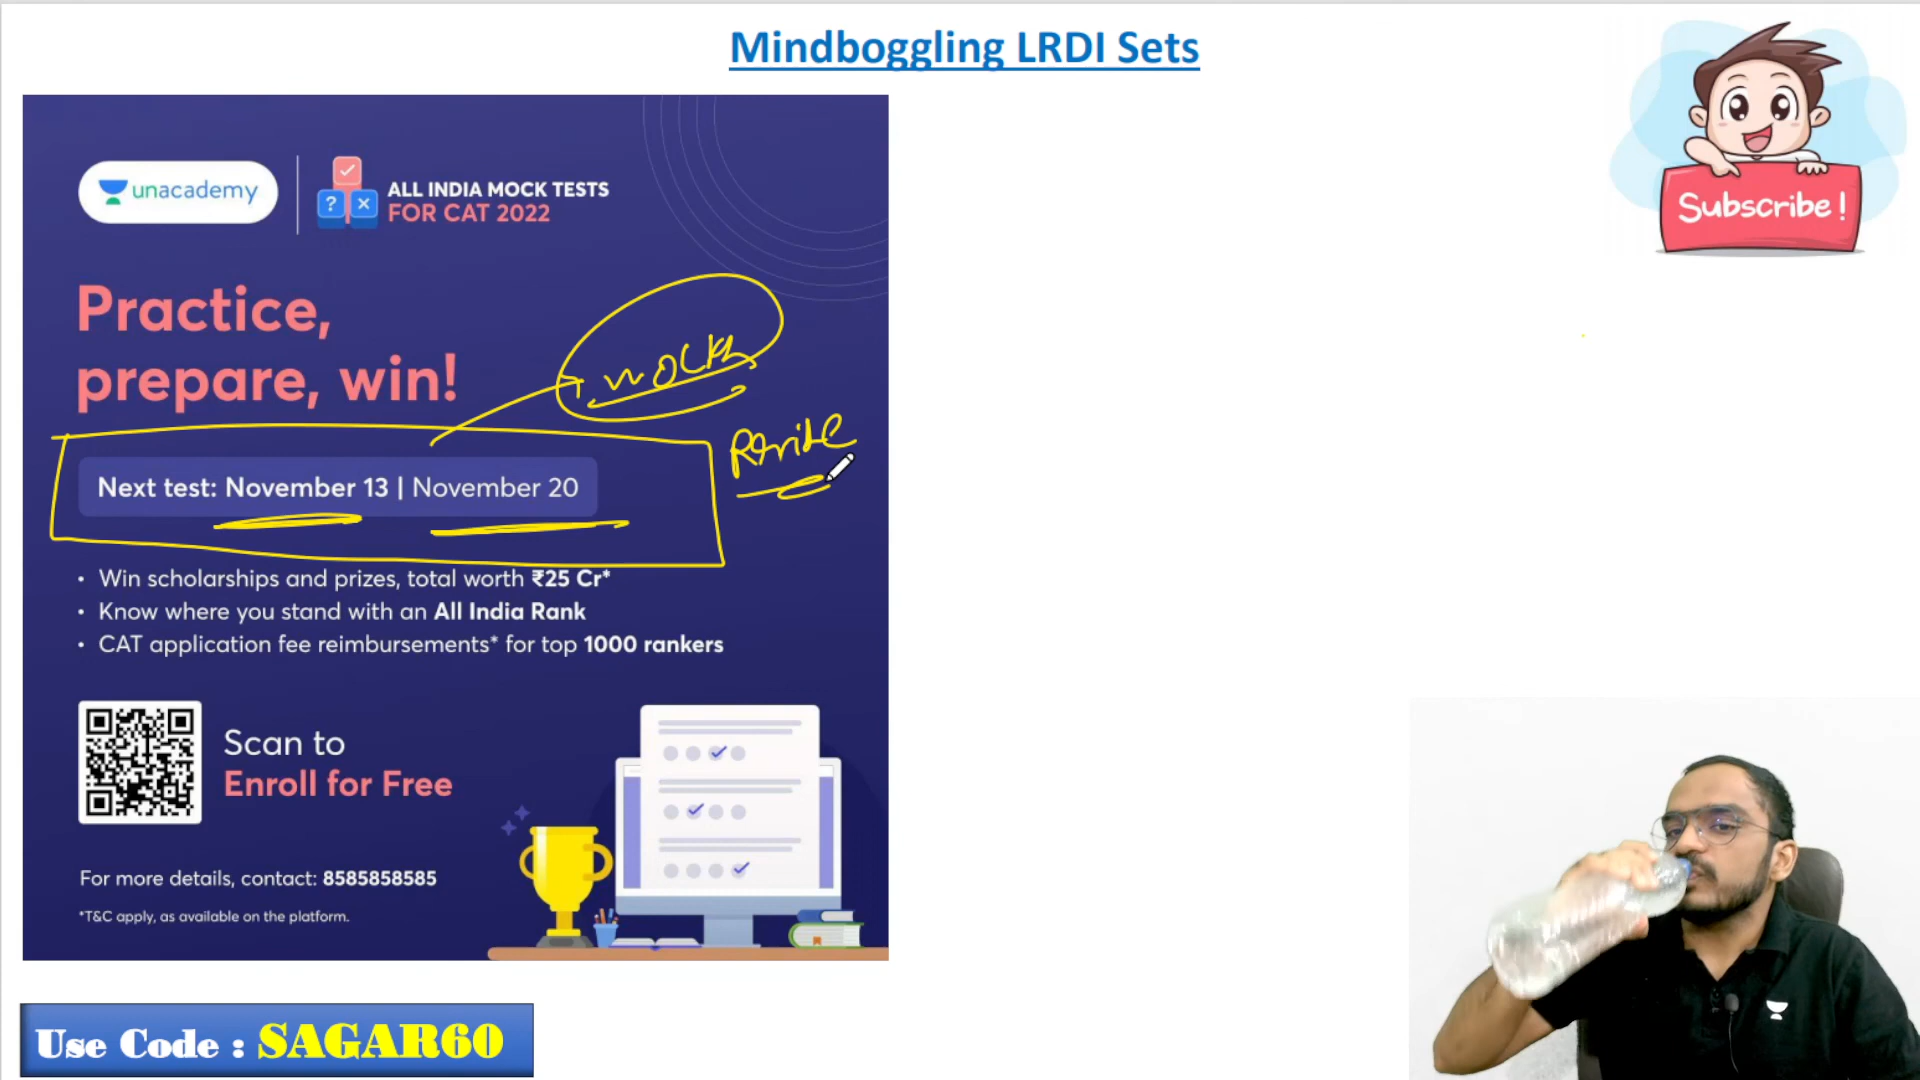 Mindboggling LRDI Sets
Subscribe!
unacademy
ALL INDIA MOCK TESTS
FOR CAT 2022
Practice,
prepare, win!
mocks
Revise
Next test: November 13 | November 20
• Win scholarships and prizes, total worth ₹25 Cr*
• Know where you stand with an All India Rank
• CAT application fee reimbursements* for top 1000 rankers
Scan to
Enroll for Free
For more details, contact: 8585858585
*T&C apply, as available on the platform.
Use Code : SAGAR60